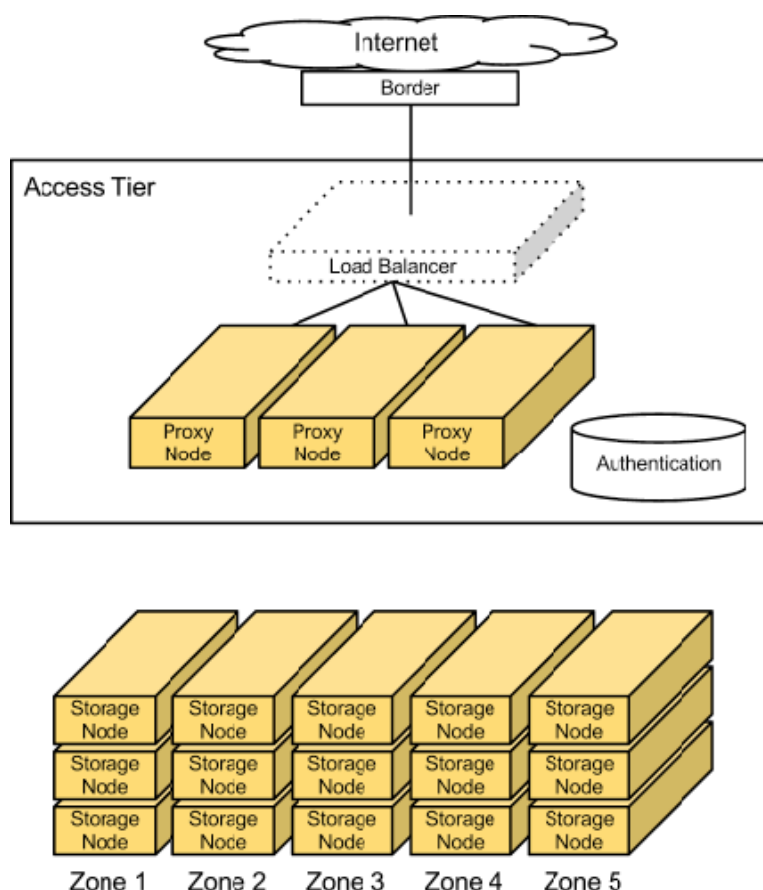 Internet
Border
Access Tier
Load Balancer
Proxy
Node
Proxy
Node
Proxy
Node
Authentication
Storage
Node
Storage
Node
Storage
Node
Storage
Node
Storage
Node
Storage
Node
Storage
Node
Storage
Node
Storage
Node
Storage
Node
Storage
Node
Storage
Node
Storage
Node
Storage
Node
Storage
Node
Zone 1
Zone 2
Zone 3
Zone 4
Zone 5